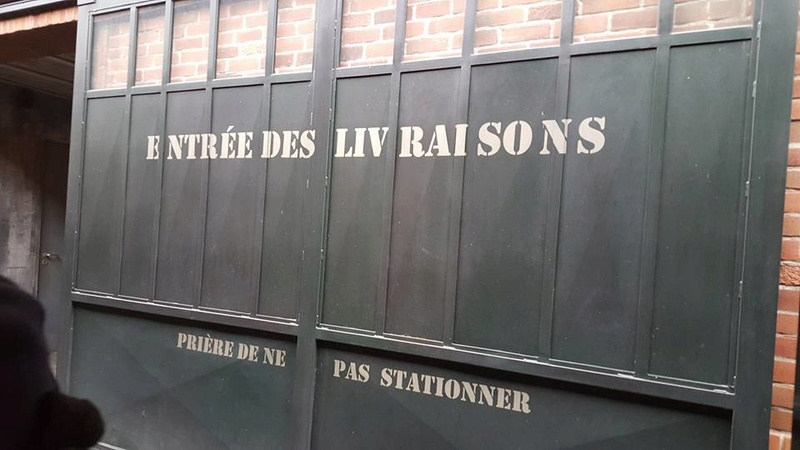 ENTRÉE DES LIVRAISONS
PRIÈRE DE NE PAS STATIONNER